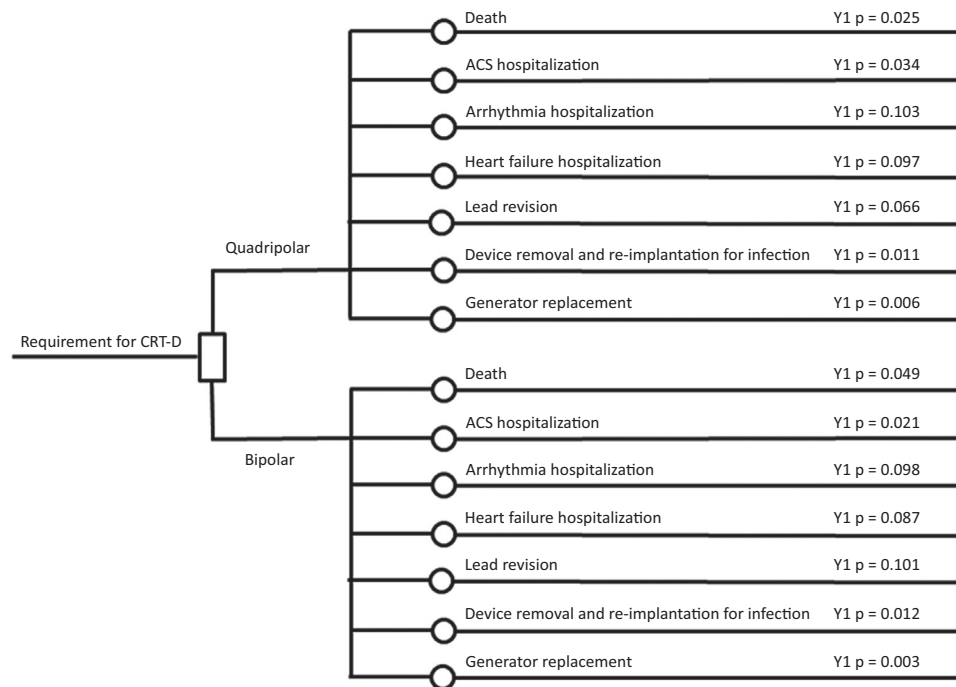 Death Y1 p = 0.025
ACS hospitalization Y1 p = 0.034
Arrhythmia hospitalization Y1 p = 0.103
Heart failure hospitalization Y1 p = 0.097
Lead revision Y1 p = 0.066
Quadripolar
Device removal and re-implantation for infection Y1 p = 0.011
Generator replacement Y1 p = 0.006
Requirement for CRT-D
Death Y1 p = 0.049
ACS hospitalization Y1 p = 0.021
Bipolar
Arrhythmia hospitalization Y1 p = 0.098
Heart failure hospitalization Y1 p = 0.087
Lead revision Y1 p = 0.101
Device removal and re-implantation for infection Y1 p = 0.012
Generator replacement Y1 p = 0.003